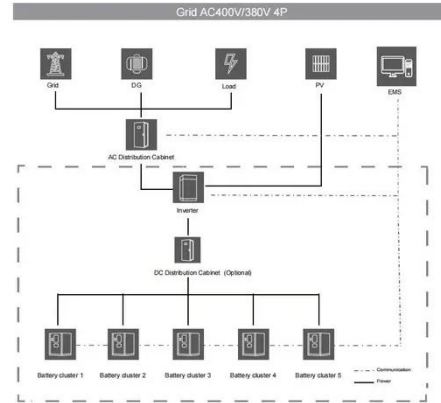 Grid AC400V/380V 4P
Grid
DG
Load
PV
EMS
AC Distribution Cabinet
Inverter
DC Distribution Cabinet (Optional)
Battery cluster 1
Battery cluster 2
Battery cluster 3
Battery cluster 4
Battery cluster 5
Communication
Power